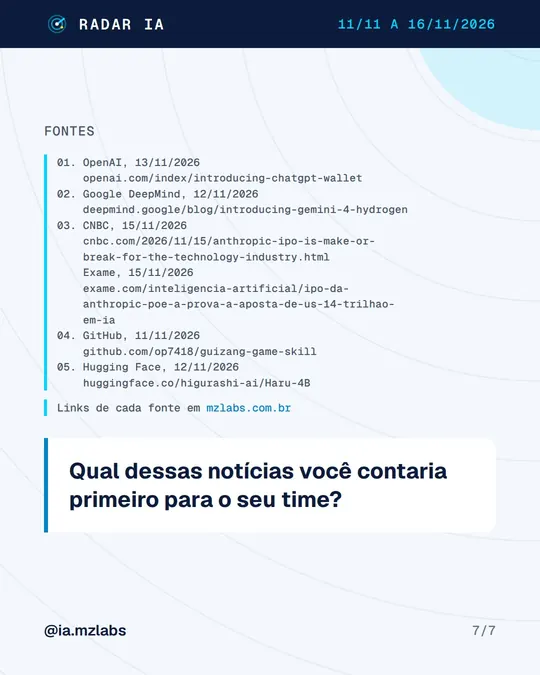 RADAR IA
11/11 A 16/11/2026
FONTES
01. OpenAI, 13/11/2026
openai.com/index/introducing-chatgpt-wallet
02. Google DeepMind, 12/11/2026
deepmind.google/blog/introducing-gemini-4-hydrogen
03. CNBC, 15/11/2026
cnbc.com/2026/11/15/anthropic-ipo-is-make-or-
break-for-the-technology-industry.html
Exame, 15/11/2026
exame.com/inteligencia-artificial/ipo-da-
anthropic-poe-a-prova-a-aposta-de-us-14-trilhao-
em-ia
04. GitHub, 11/11/2026
github.com/op7418/guizang-game-skill
05. Hugging Face, 12/11/2026
huggingface.co/higurashi-ai/Haru-4B
Links de cada fonte em mzlabs.com.br
Qual dessas notícias você contaria
primeiro para o seu time?
@ia.mzlabs
7/7